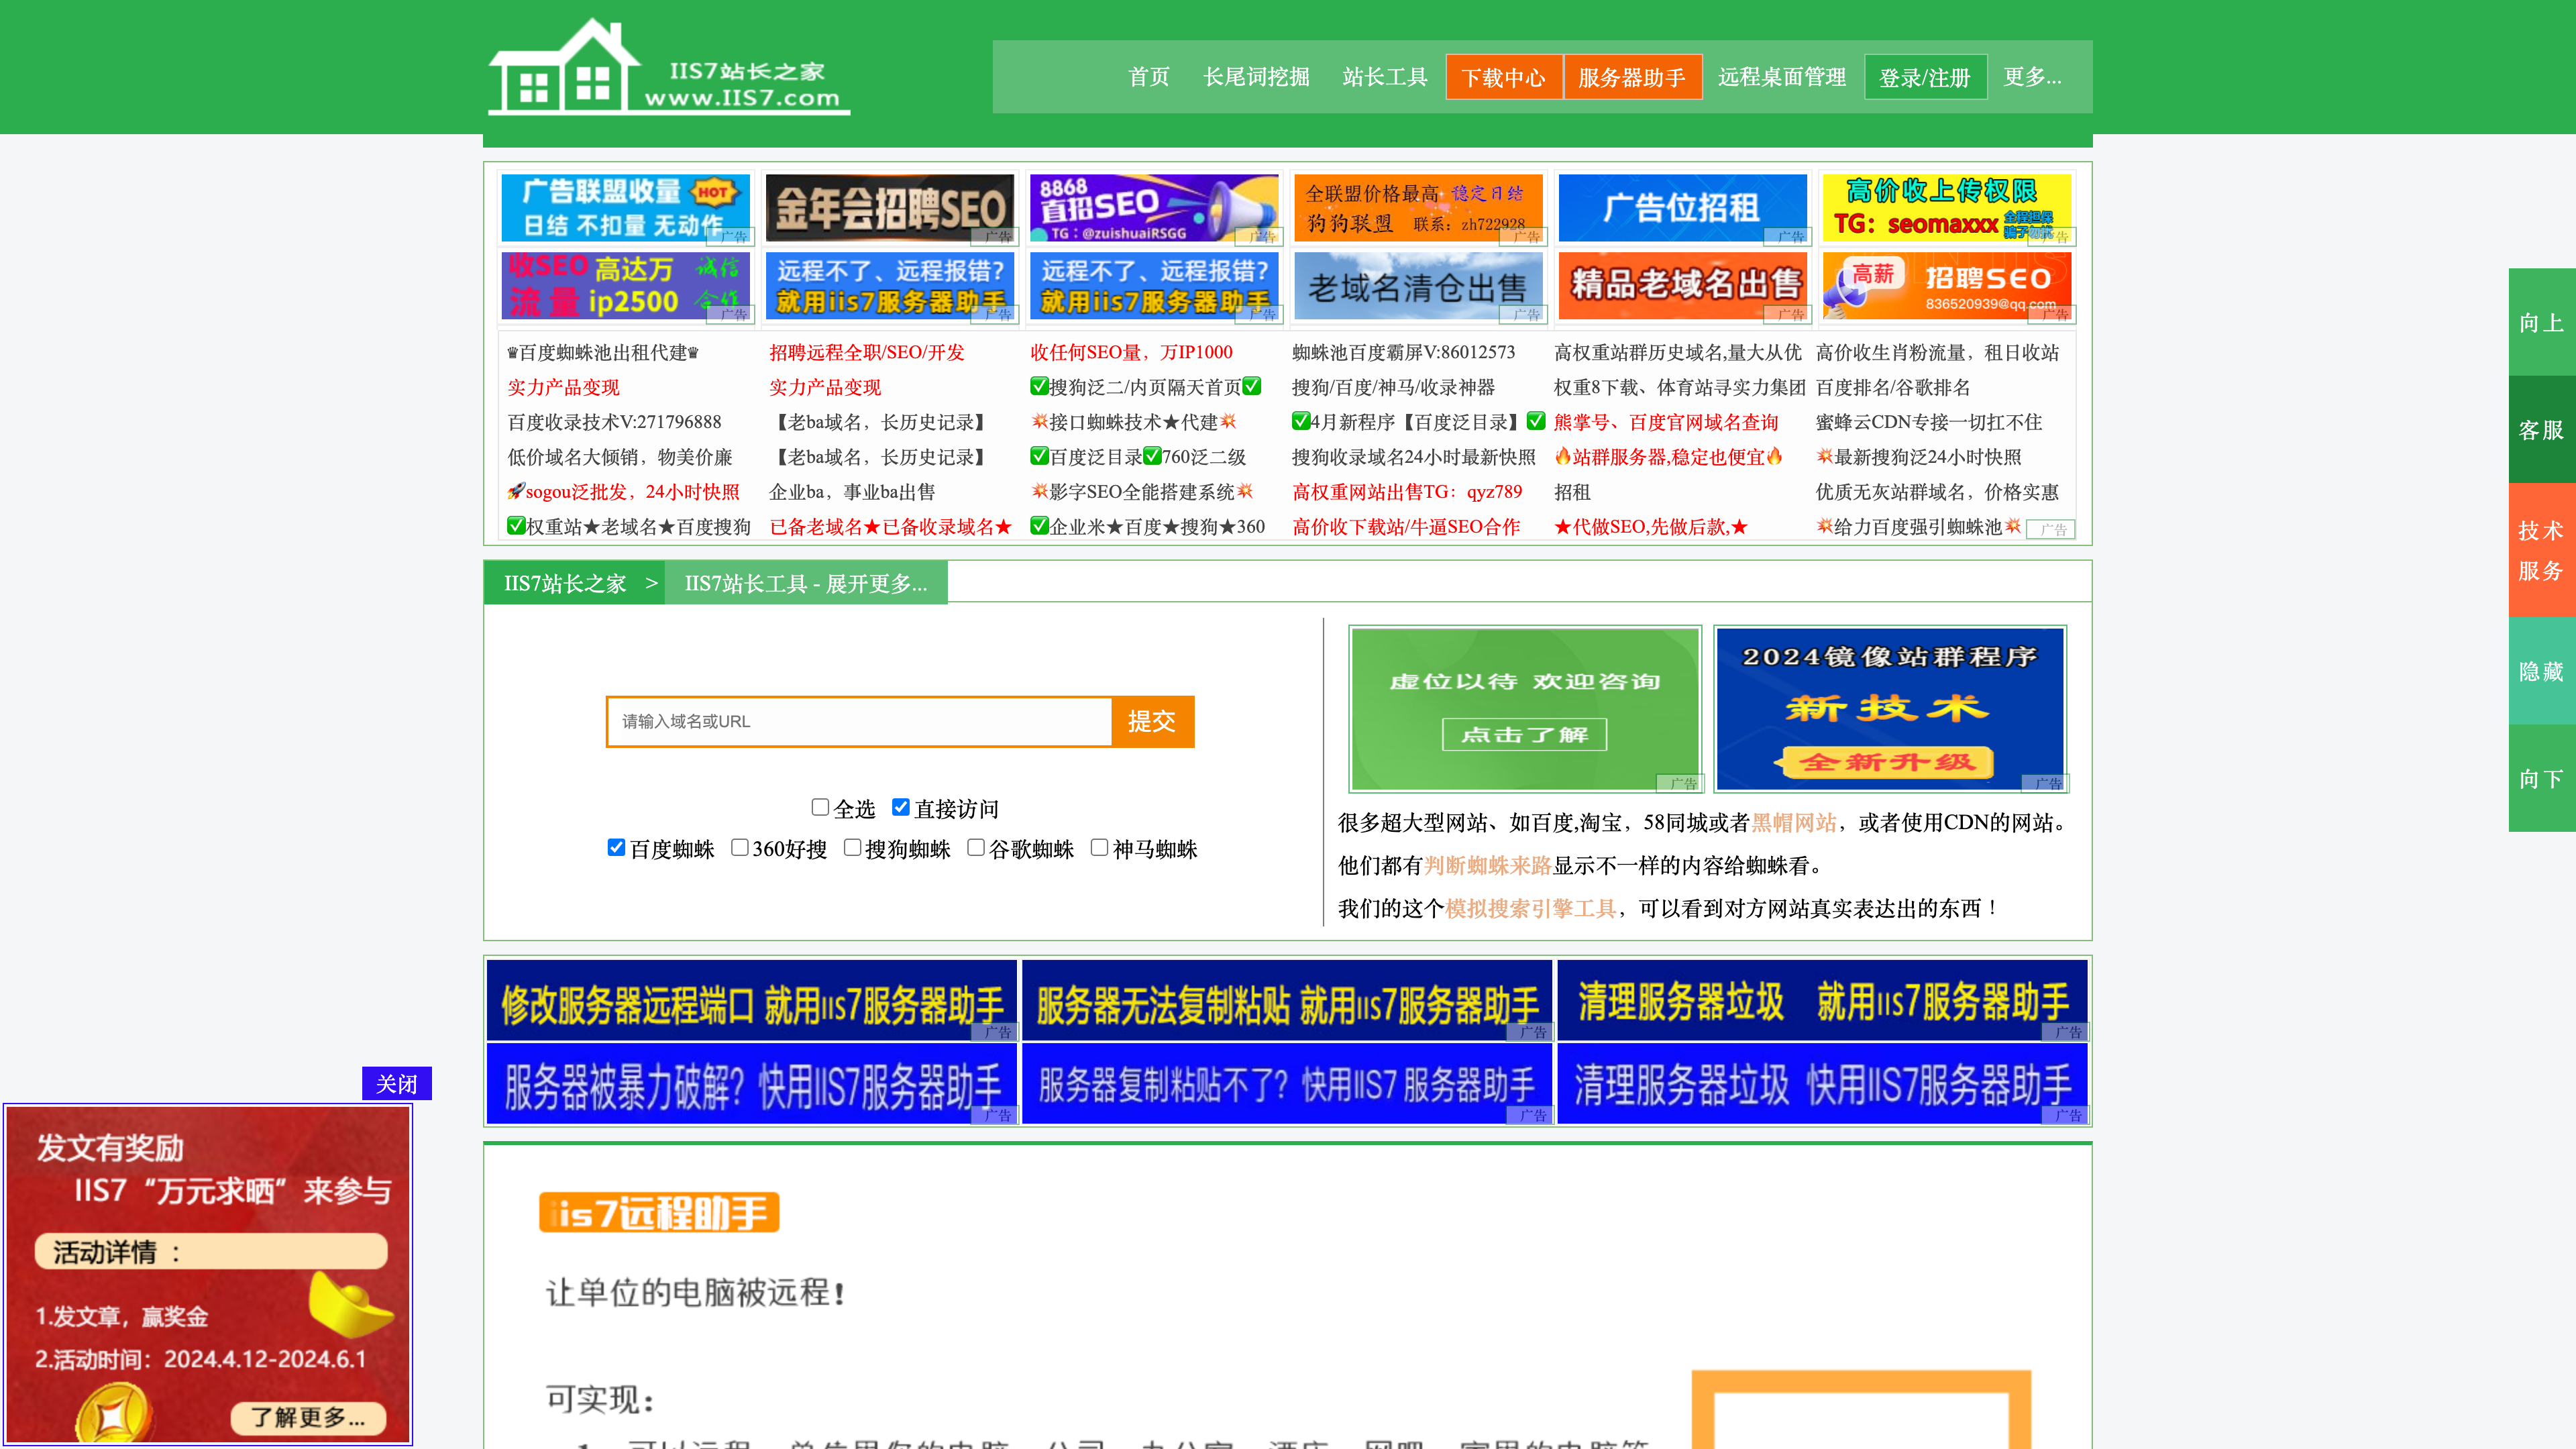 IIS7站长之家
www.IIS7.com
首页 长尾词挖掘 站长工具 下载中心 服务器助手 远程桌面管理 登录/注册 更多...
广告联盟收量 HOT
日结 不扣量 无动作
广告
金年会招聘SEO
广告
8868
直招SEO
TG：@zuishuaiRSGG
广告
全联盟价格最高 稳定日结
狗狗联盟 联系：zh722928
广告
广告位招租
广告
高价收上传权限
TG：seomaxxx 全程担保
广告
收SEO 高达万 诚信
流量 ip2500 合作
广告
远程不了、远程报错？
就用iis7服务器助手
广告
远程不了、远程报错？
就用iis7服务器助手
广告
老域名清仓出售
广告
精品老域名出售
广告
高薪 招聘SEO
836520939@qq.com
广告
♛百度蜘蛛池出租代建♛ 招聘远程全职/SEO/开发 收任何SEO量，万IP1000 蜘蛛池百度霸屏V:86012573 高权重站群历史域名,量大从优 高价收生肖粉流量，租日收站
实力产品变现 实力产品变现 ✅搜狗泛二/内页隔天首页✅ 搜狗/百度/神马/收录神器 权重8下载、体育站寻实力集团 百度排名/谷歌排名
百度收录技术V:271796888 【老ba域名，长历史记录】 💥接口蜘蛛技术★代建💥 ✅4月新程序【百度泛目录】✅ 熊掌号、百度官网域名查询 蜜蜂云CDN专接一切扛不住
低价域名大倾销，物美价廉 【老ba域名，长历史记录】 ✅百度泛目录✅760泛二级 搜狗收录域名24小时最新快照 🔥站群服务器,稳定也便宜🔥 💥最新搜狗泛24小时快照
🚀sogou泛批发，24小时快照 企业ba，事业ba出售 💥影字SEO全能搭建系统💥 高权重网站出售TG：qyz789 招租 优质无灰站群域名，价格实惠
✅权重站★老域名★百度搜狗 已备老域名★已备收录域名★ ✅企业米★百度★搜狗★360 高价收下载站/牛逼SEO合作 ★代做SEO,先做后款,★ 💥给力百度强引蜘蛛池💥
广告
IIS7站长之家 > IIS7站长工具 - 展开更多...
请输入域名或URL 提交
全选 直接访问
百度蜘蛛 360好搜 搜狗蜘蛛 谷歌蜘蛛 神马蜘蛛
虚位以待 欢迎咨询
点击了解
广告
2024镜像站群程序
新技术
全新升级
广告
很多超大型网站、如百度,淘宝，58同城或者黑帽网站，或者使用CDN的网站。
他们都有判断蜘蛛来路显示不一样的内容给蜘蛛看。
我们的这个模拟搜索引擎工具，可以看到对方网站真实表达出的东西！
修改服务器远程端口 就用iis7服务器助手
广告
服务器无法复制粘贴 就用iis7服务器助手
广告
清理服务器垃圾 就用iis7服务器助手
广告
服务器被暴力破解？快用IIS7服务器助手
广告
服务器复制粘贴不了？快用IIS7 服务器助手
广告
清理服务器垃圾 快用IIS7服务器助手
广告
iis7远程助手
让单位的电脑被远程！
可实现：
关闭
发文有奖励
IIS7“万元求晒”来参与
活动详情 ：
1.发文章，赢奖金
2.活动时间：2024.4.12-2024.6.1
了解更多...
向上
客服
技术
服务
隐藏
向下